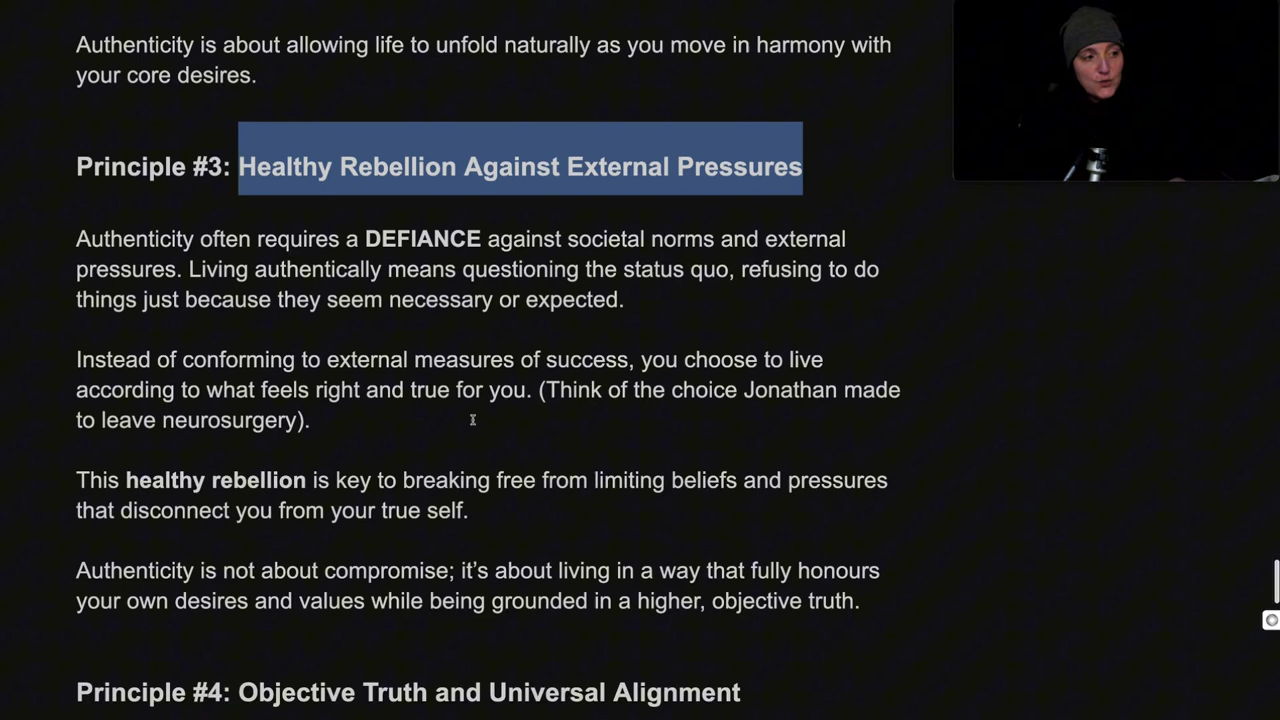 Authenticity is about allowing life to unfold naturally as you move in harmony with
your core desires.
Principle #3: Healthy Rebellion Against External Pressures
Authenticity often requires a DEFIANCE against societal norms and external
pressures. Living authentically means questioning the status quo, refusing to do
things just because they seem necessary or expected.
Instead of conforming to external measures of success, you choose to live
according to what feels right and true for you. (Think of the choice Jonathan made
to leave neurosurgery).
This healthy rebellion is key to breaking free from limiting beliefs and pressures
that disconnect you from your true self.
Authenticity is not about compromise; it’s about living in a way that fully honours
your own desires and values while being grounded in a higher, objective truth.
Principle #4: Objective Truth and Universal Alignment